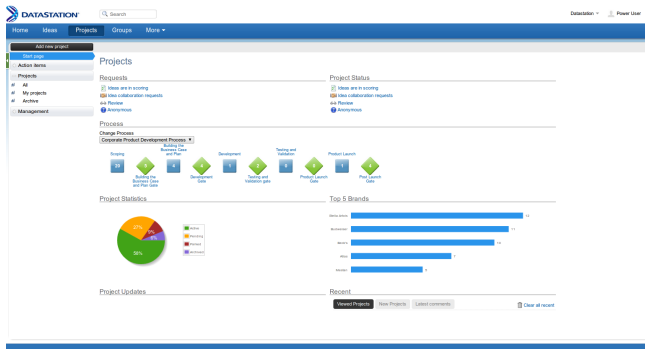 DATASTATION
Search
Datastation
Power User
Home
Ideas
Projects
Groups
More
Add new project
Start page
Action items
Projects
All
My projects
Archive
Management
Projects
Requests
Ideas are in scoring
Idea collaboration requests
Review
Anonymous
Project Status
Ideas are in scoring
Idea collaboration requests
Review
Anonymous
Process
Change Process
Corporate Product Development Process
Scoping
Building the
Business Case
and Plan
Development
Testing and
Validation
Product Launch
Building the
Business Case
and Plan Gate
Development
Gate
Testing and
Validation gate
Product Launch
Gate
Post Launch
Gate
Project Statistics
27%
56%
Top 5 Brands
Project Updates
Recent
Viewed Projects
New Projects
Latest comments
Clear all recent